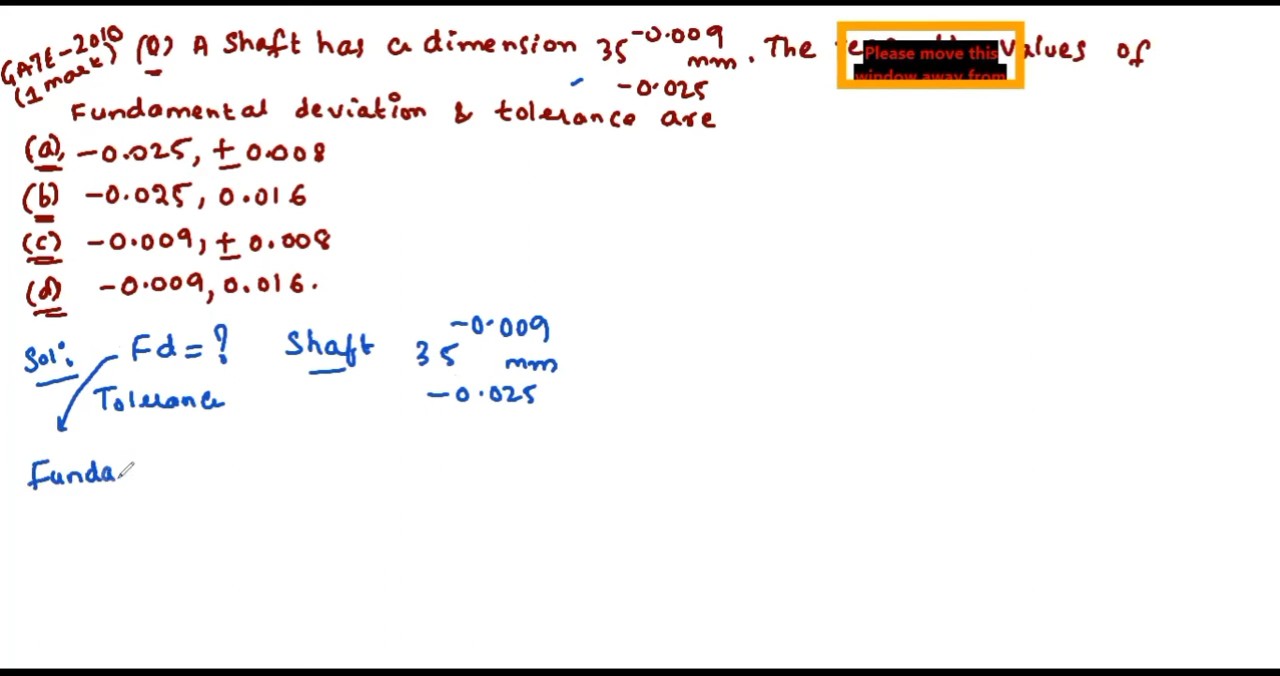 GATE-2010 (Q) A Shaft has a dimension 35 -0.009 mm. The values of
(1 mark) -0.025
Please move this
window away from
Fundamental deviation & tolerance are
(a), -0.025, ± 0.008
(b) -0.025, 0.016
(c) -0.009, ± 0.008
(d) -0.009, 0.016.
Sol: Fd = ? Shaft 35 -0.009 mm
Tolerance -0.025
Funda